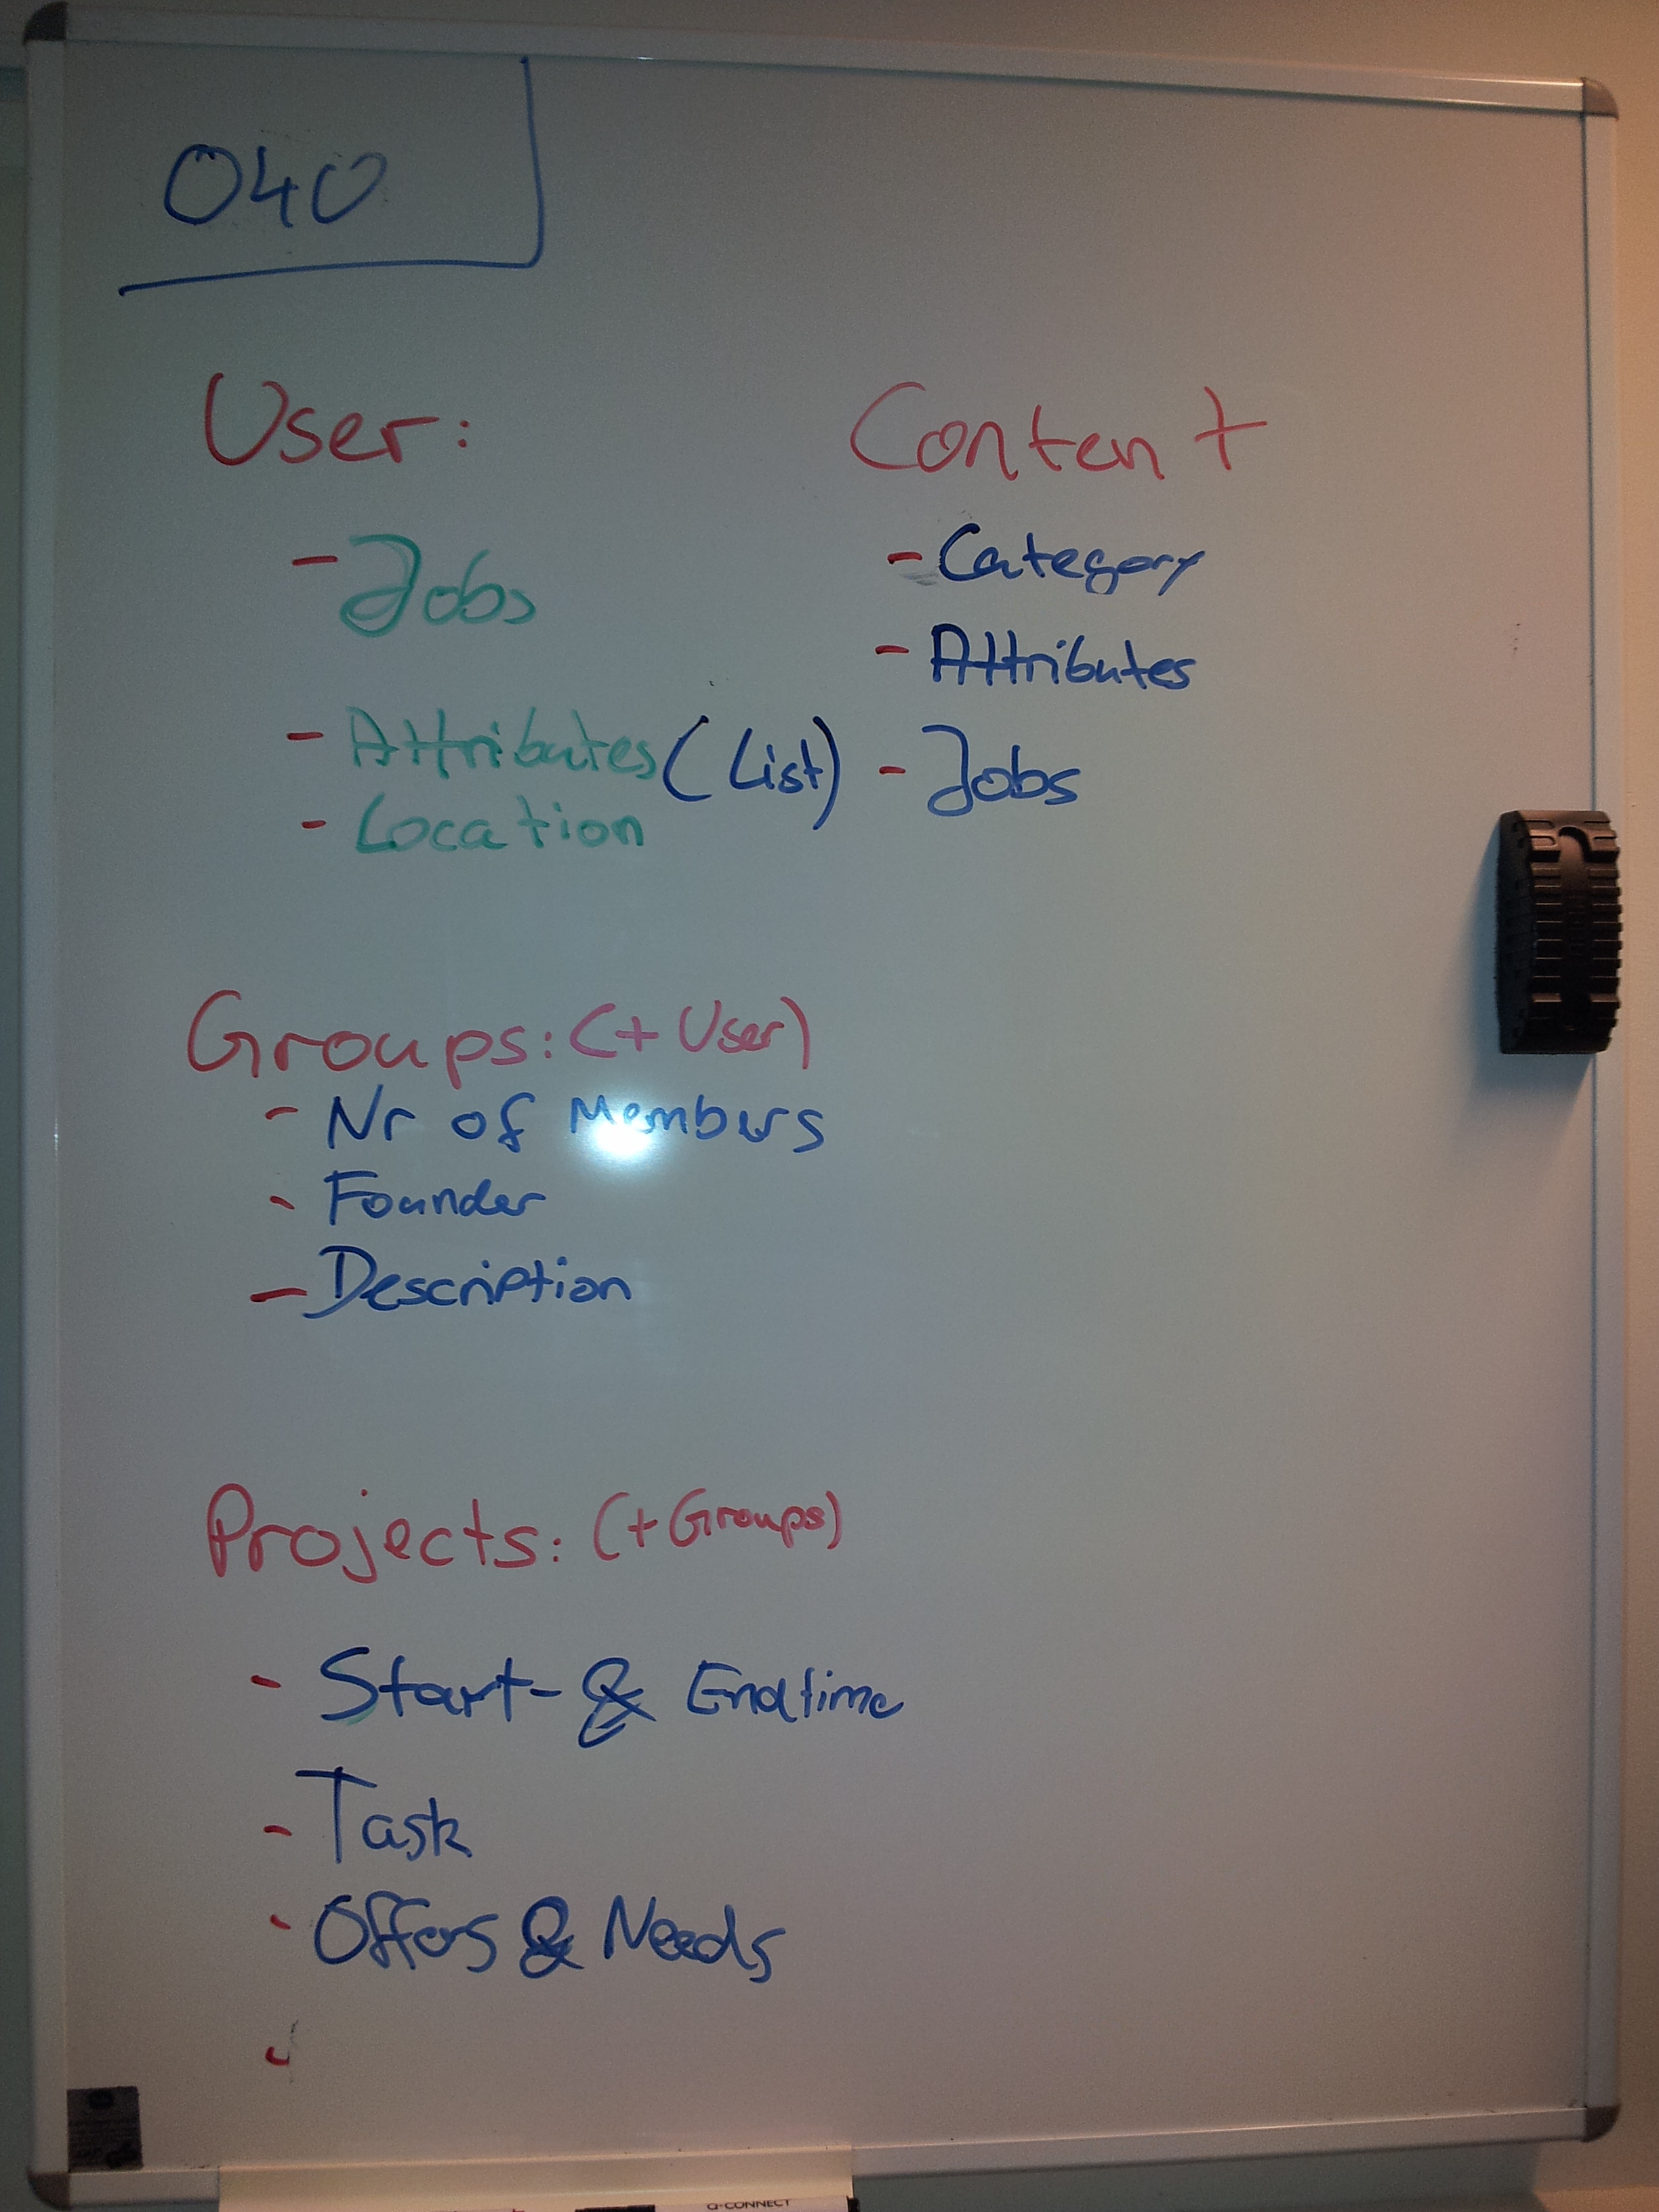 040
User:
- Jobs
- Attributes (List)
- Location
Content
- Category
- Attributes
- Jobs
Groups: (+ User)
- Nr of Members
- Founder
- Description
Projects: (+ Groups)
- Start- & Endtime
- Task
- Offers & Needs
-
Q-CONNECT